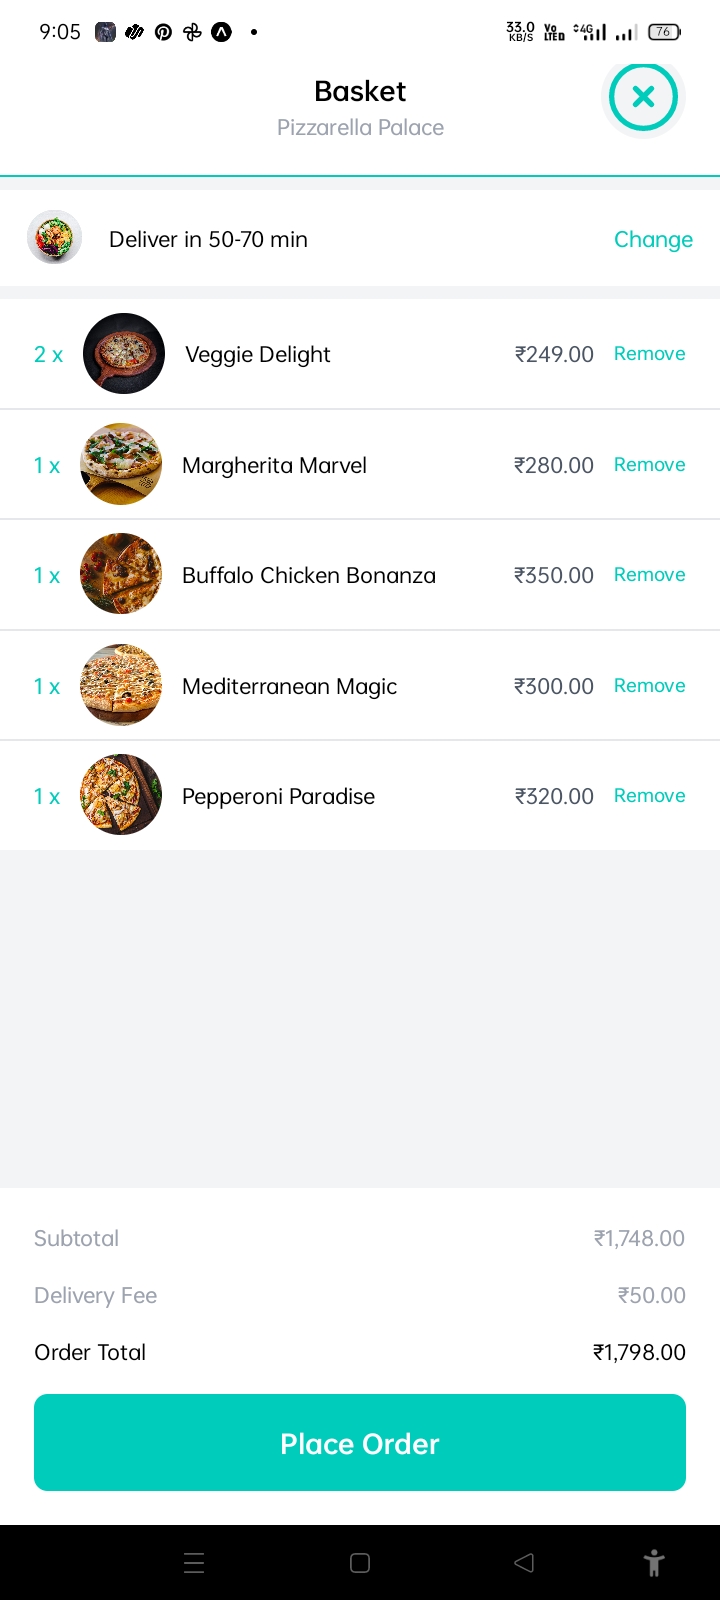 9:05
33.0 KB/S
Vo LTED
4G
76
Basket
Pizzarella Palace
Deliver in 50-70 min
Change
2 x Veggie Delight ₹249.00 Remove
1 x Margherita Marvel ₹280.00 Remove
1 x Buffalo Chicken Bonanza ₹350.00 Remove
1 x Mediterranean Magic ₹300.00 Remove
1 x Pepperoni Paradise ₹320.00 Remove
Subtotal ₹1,748.00
Delivery Fee ₹50.00
Order Total ₹1,798.00
Place Order